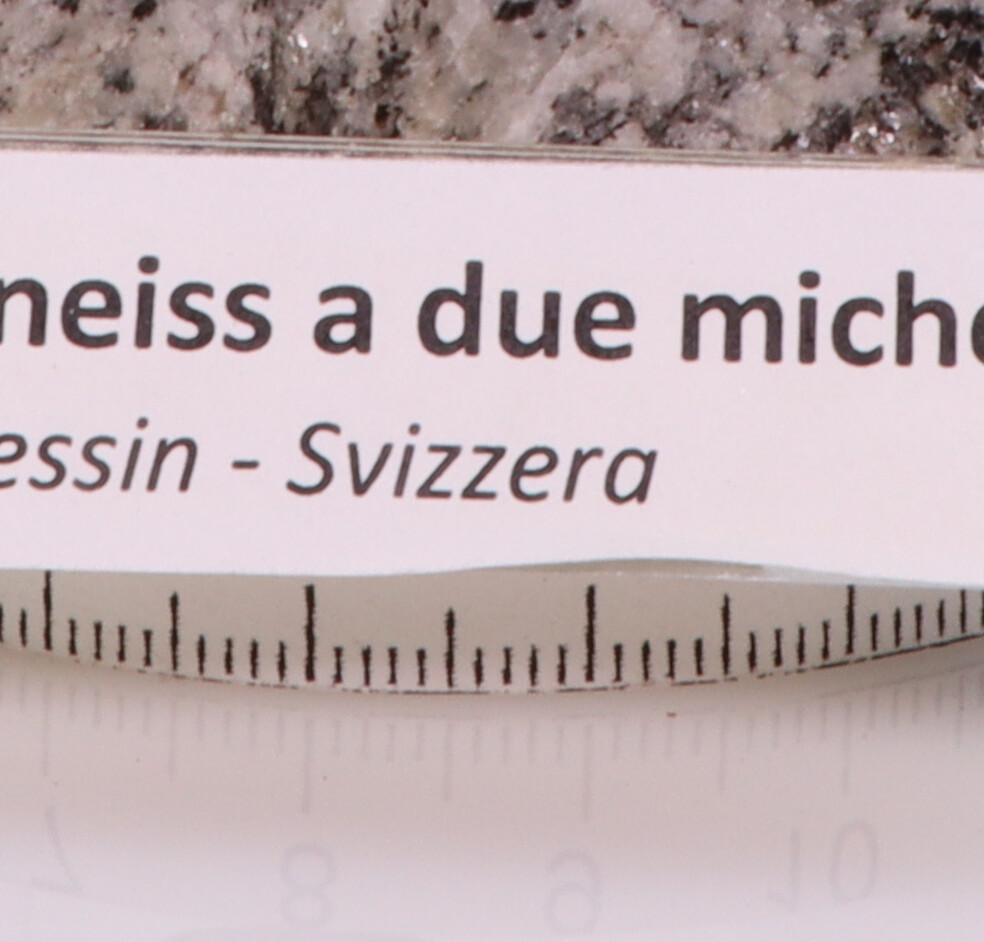 neiss a due miche
essin - Svizzera
7 8 9 10